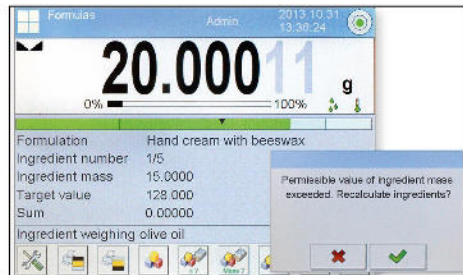 Formulas Admin 2013.10.31
13:36:24
20.00011 g
0% 100%
Formulation Hand cream with beeswax
Ingredient number 1/5
Ingredient mass 15.0000
Target value 128.000
Sum 0.00000
Ingredient weighing olive oil
Permissible value of ingredient mass
exceeded. Recalculate ingredients?